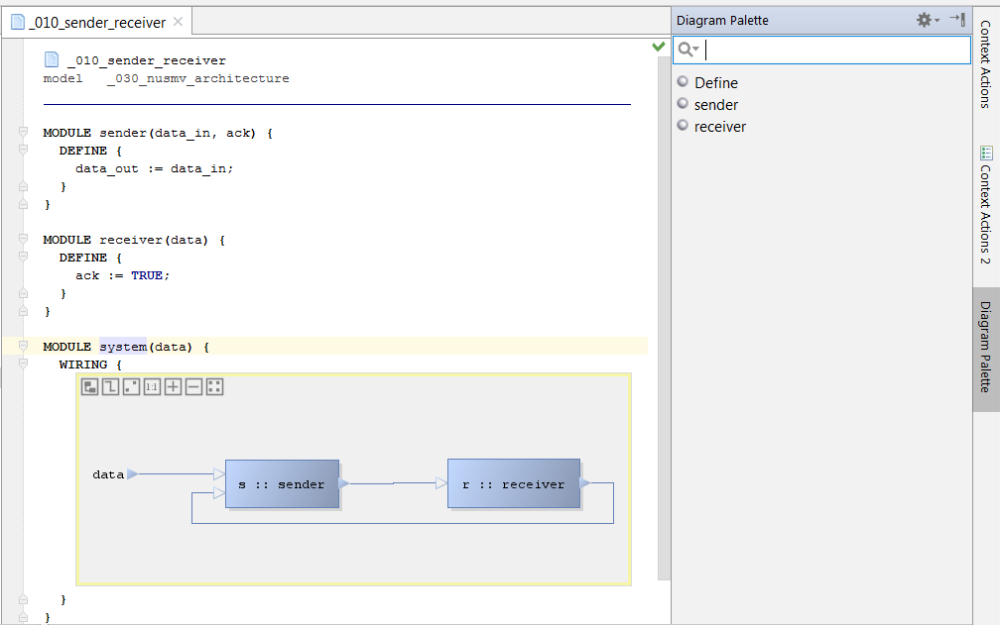 _010_sender_receiver
_010_sender_receiver
model _030_nusmv_architecture
MODULE sender(data_in, ack) {
DEFINE {
data_out := data_in;
}
}
MODULE receiver(data) {
DEFINE {
ack := TRUE;
}
}
MODULE system(data) {
WIRING {
1:1
data
s :: sender
r :: receiver
}
}
Diagram Palette
Define
sender
receiver
Context Actions
Context Actions 2
Diagram Palette